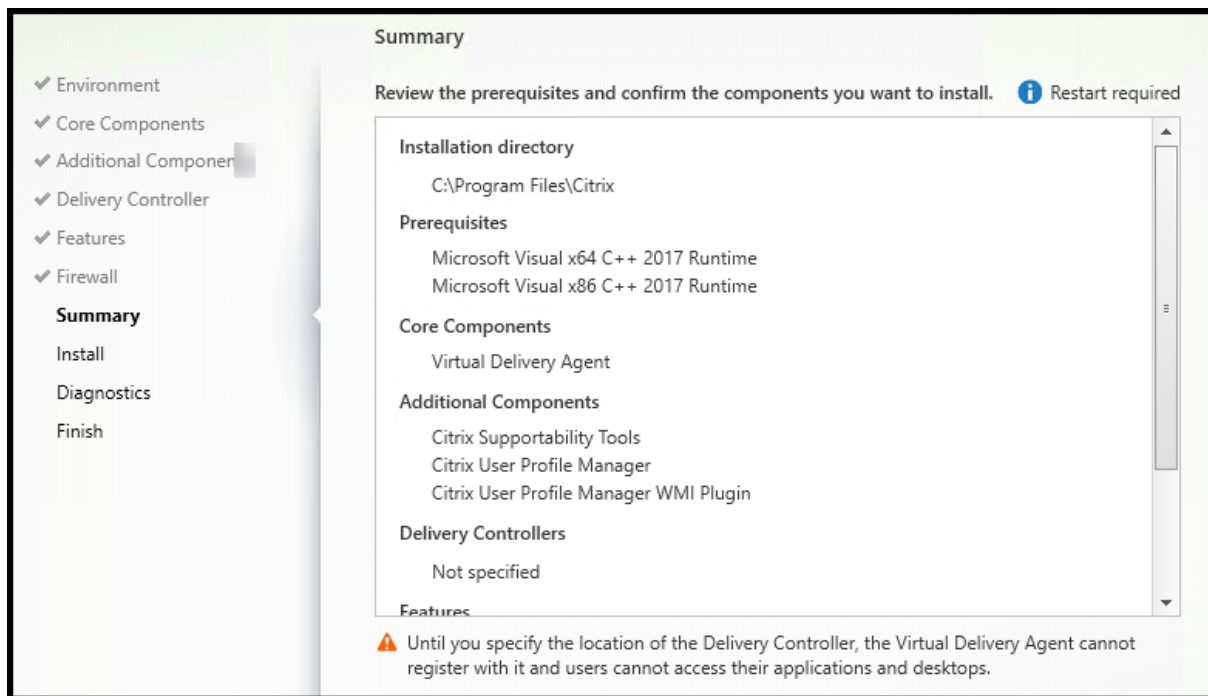 Summary
Environment
Core Components
Additional Componen
Delivery Controller
Features
Firewall
Summary
Install
Diagnostics
Finish
Review the prerequisites and confirm the components you want to install.
Restart required
Installation directory
C:\Program Files\Citrix
Prerequisites
Microsoft Visual x64 C++ 2017 Runtime
Microsoft Visual x86 C++ 2017 Runtime
Core Components
Virtual Delivery Agent
Additional Components
Citrix Supportability Tools
Citrix User Profile Manager
Citrix User Profile Manager WMI Plugin
Delivery Controllers
Not specified
Features
Until you specify the location of the Delivery Controller, the Virtual Delivery Agent cannot
register with it and users cannot access their applications and desktops.